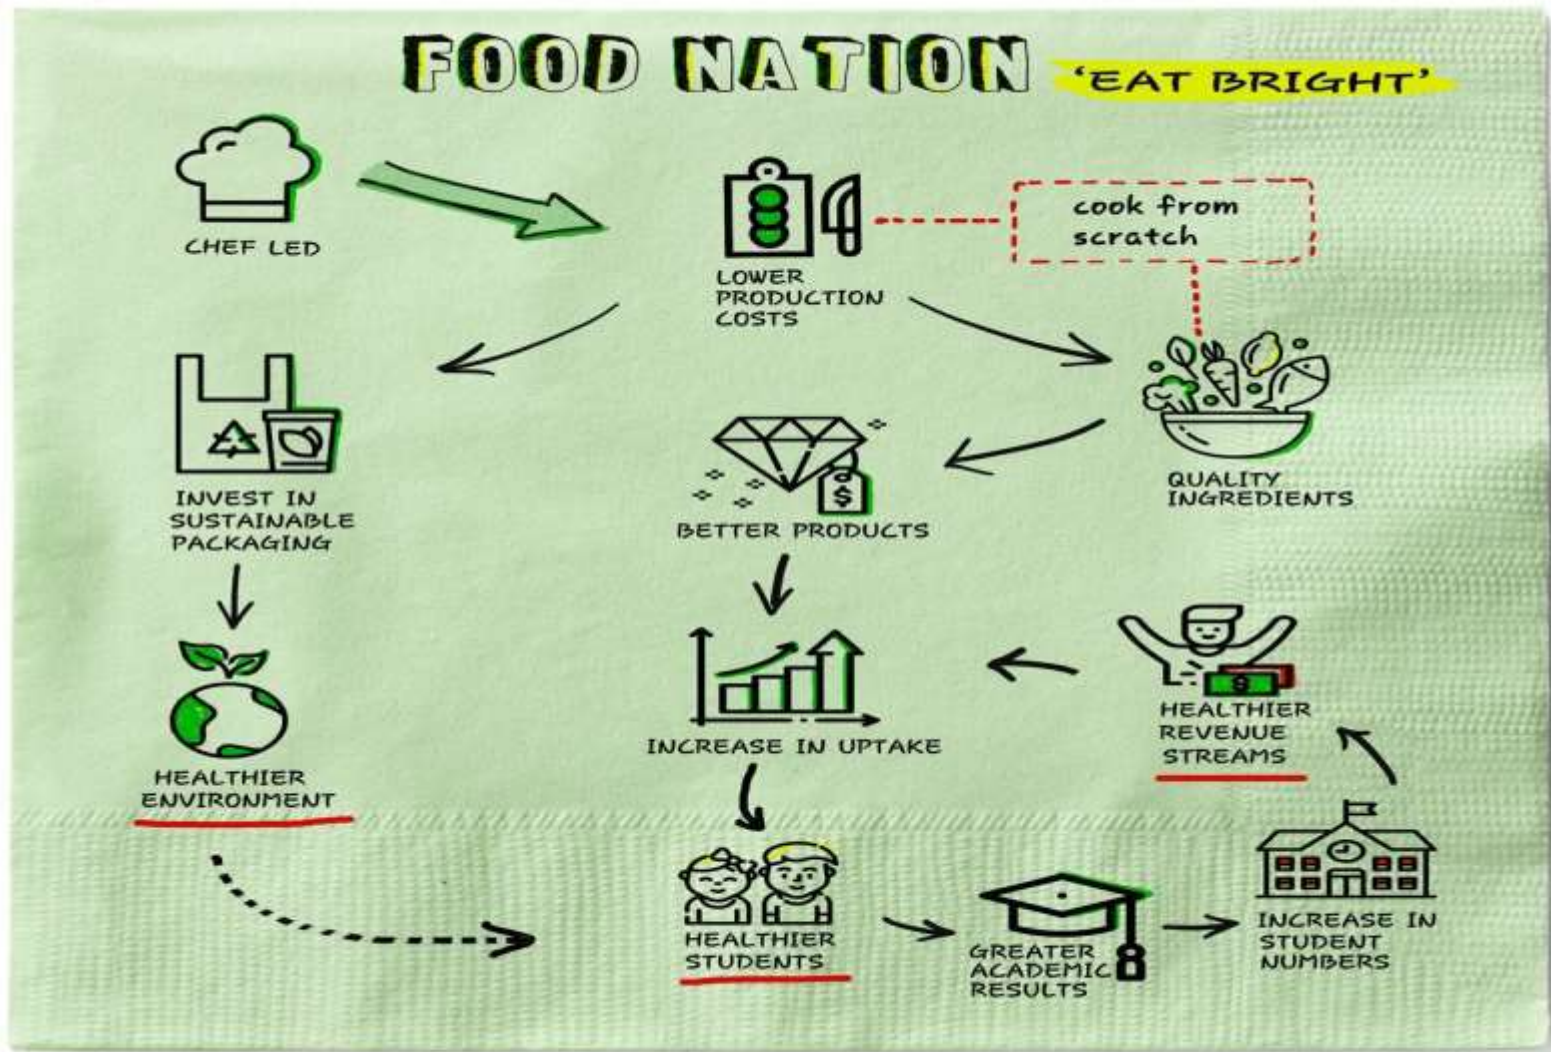 FOOD NATION 'EAT BRIGHT'
CHEF LED
LOWER
PRODUCTION
COSTS
cook from
scratch
INVEST IN
SUSTAINABLE
PACKAGING
$
BETTER PRODUCTS
QUALITY
INGREDIENTS
HEALTHIER
ENVIRONMENT
INCREASE IN UPTAKE
$
HEALTHIER
REVENUE
STREAMS
HEALTHIER
STUDENTS
GREATER
ACADEMIC
RESULTS
INCREASE IN
STUDENT
NUMBERS